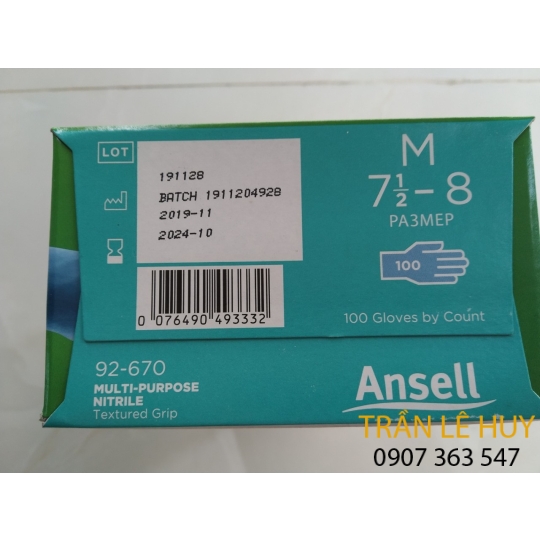 LOT
191128
BATCH 1911204928
2019-11
2024-10
0 076490 493332
M
7½–8
РАЗМЕР
100
100 Gloves by Count
92-670
MULTI-PURPOSE
NITRILE
Textured Grip
Ansell
TRẦN LÊ HUY
0907 363 547